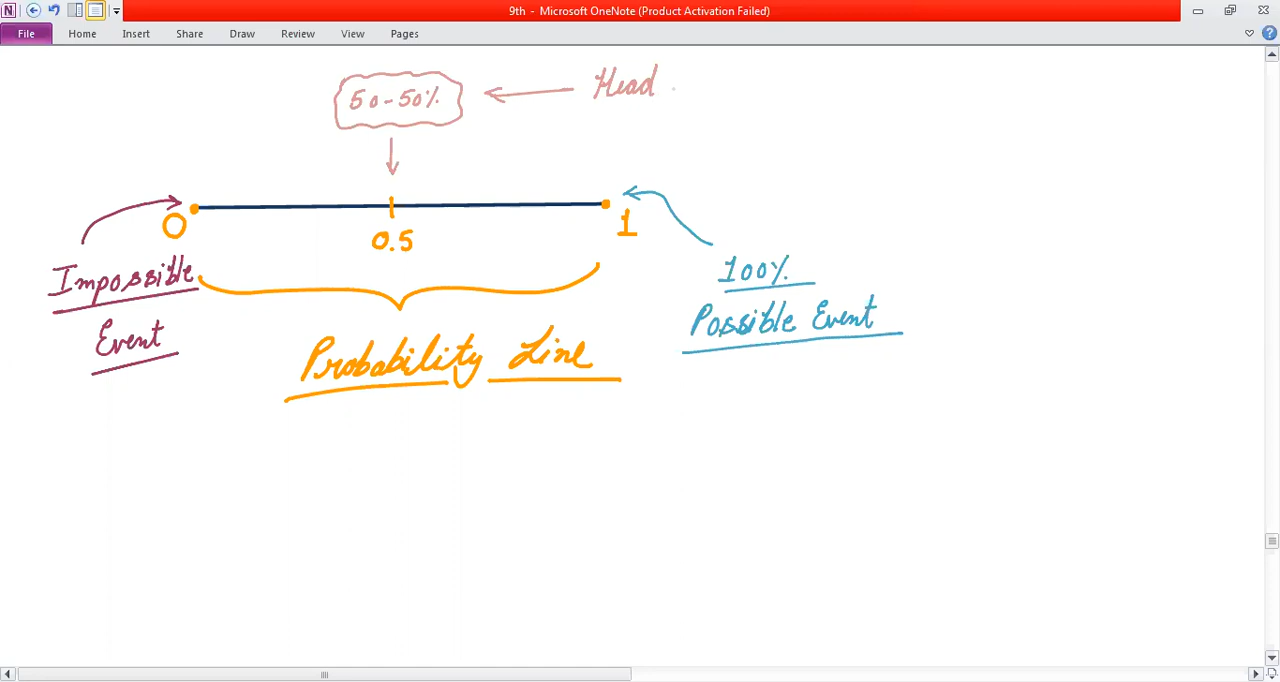 9th - Microsoft OneNote (Product Activation Failed)
File Home Insert Share Draw Review View Pages
50-50% Head
0 0.5 1
Impossible
Event
100%
Possible Event
Probability Line